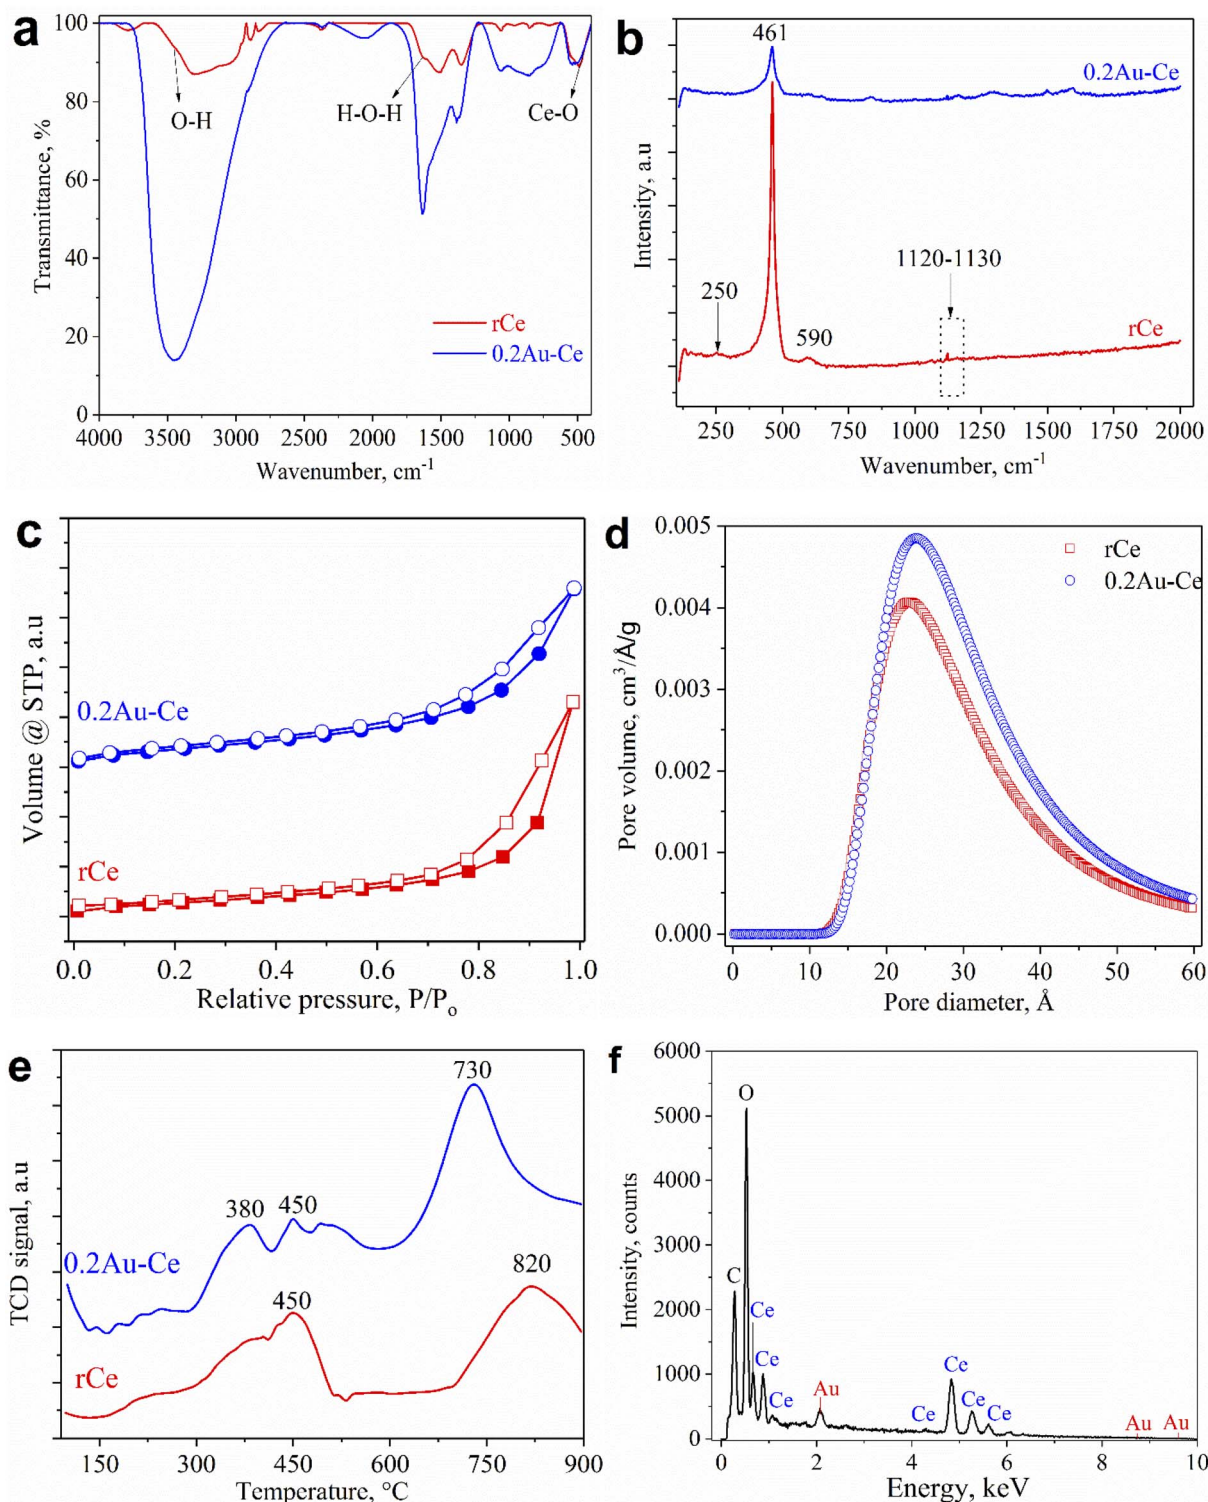 a
100
80
60
40
20
0
Transmittance, %
O-H
H-O-H
Ce-O
rCe
0.2Au-Ce
4000 3500 3000 2500 2000 1500 1000 500
Wavenumber, cm⁻¹
b
461
0.2Au-Ce
1120-1130
250
590
rCe
Intensity, a.u
250 500 750 1000 1250 1500 1750 2000
Wavenumber, cm⁻¹
c
0.2Au-Ce
rCe
Volume @ STP, a.u
0.0 0.2 0.4 0.6 0.8 1.0
Relative pressure, P/Pₒ
d
0.005
0.004
0.003
0.002
0.001
0.000
Pore volume, cm³/Å/g
rCe
0.2Au-Ce
0 10 20 30 40 50 60
Pore diameter, Å
e
730
380 450
0.2Au-Ce
820
450
rCe
TCD signal, a.u
150 300 450 600 750 900
Temperature, °C
f
6000
5000
4000
3000
2000
1000
0
Intensity, counts
O
C
Ce
Ce
Ce
Au
Ce
Ce
Ce
Ce
Au Au
0 2 4 6 8 10
Energy, keV